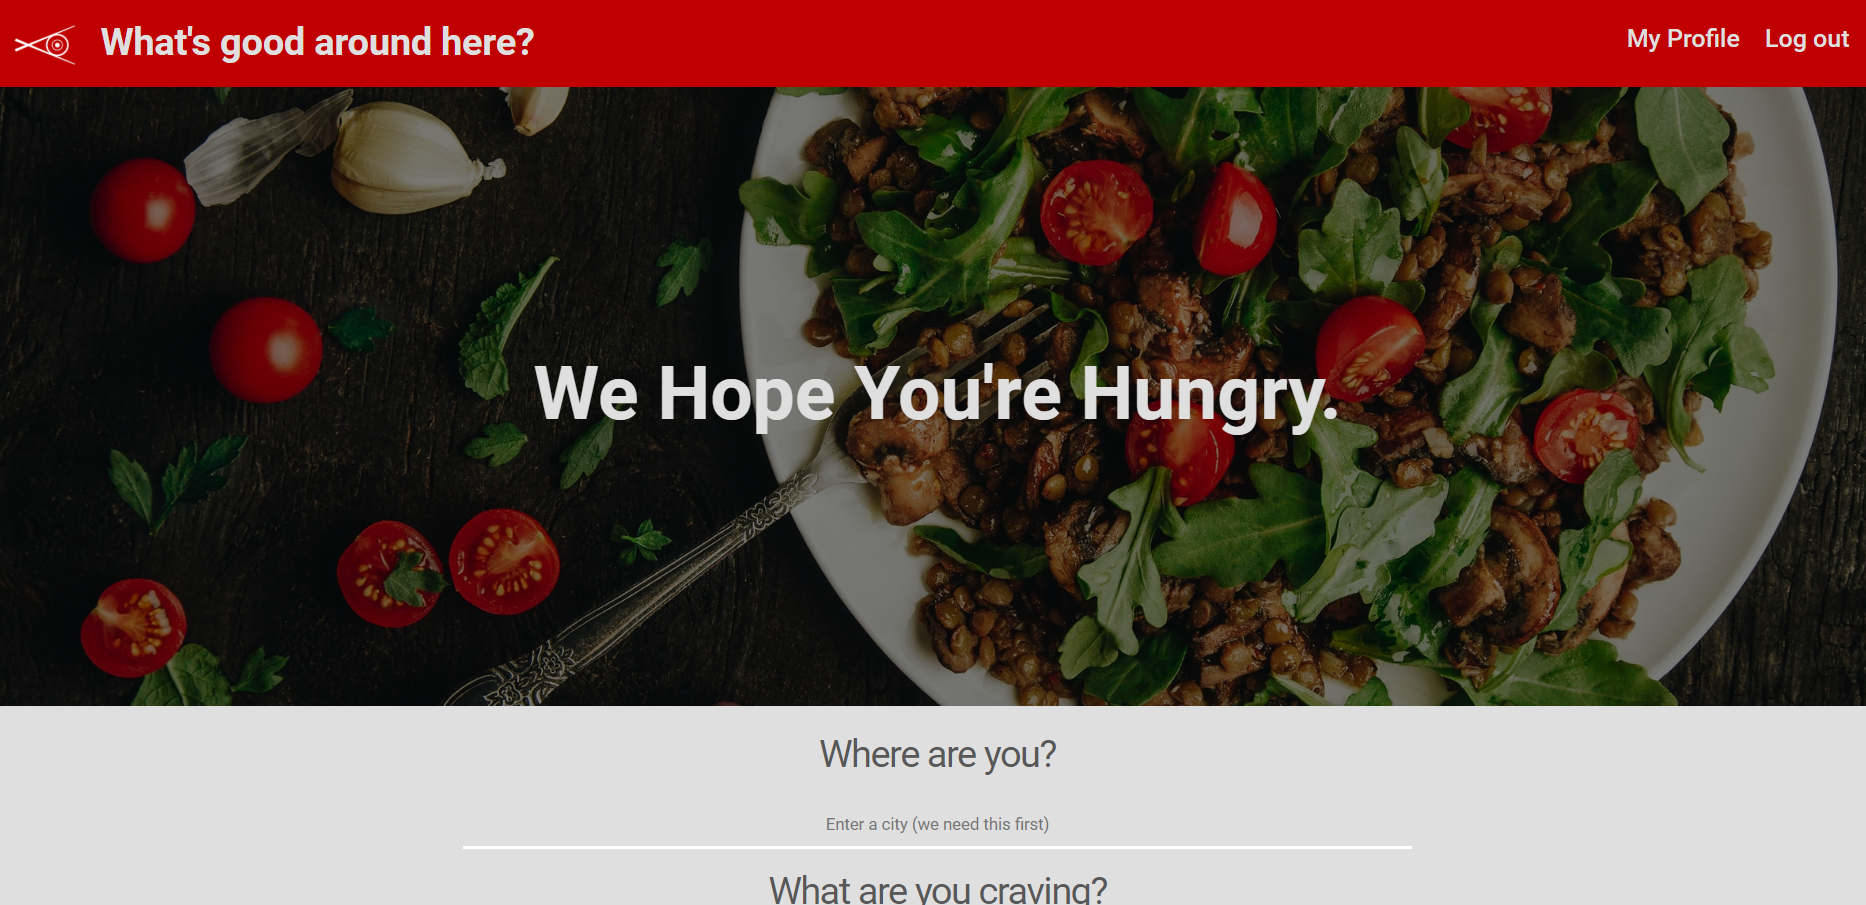 What's good around here?
My Profile
Log out
We Hope You're Hungry.
Where are you?
Enter a city (we need this first)
What are you craving?